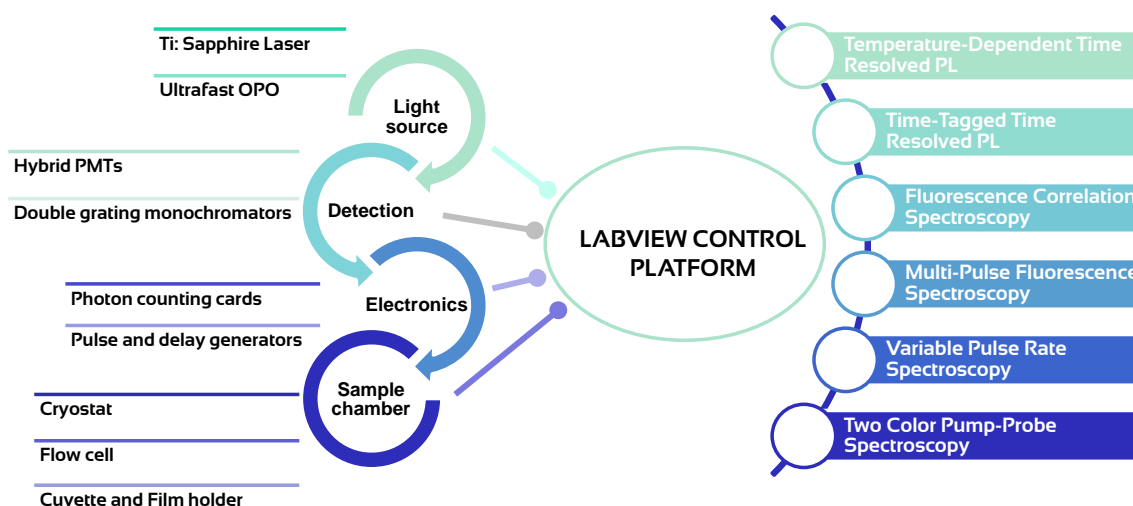 Ti: Sapphire Laser
Ultrafast OPO
Light
source
Hybrid PMTs
Double grating monochromators
Detection
Photon counting cards
Pulse and delay generators
Electronics
Cryostat
Flow cell
Cuvette and Film holder
Sample
chamber
LABVIEW CONTROL
PLATFORM
Temperature-Dependent Time
Resolved PL
Time-Tagged Time
Resolved PL
Fluorescence Correlation
Spectroscopy
Multi-Pulse Fluorescence
Spectroscopy
Variable Pulse Rate
Spectroscopy
Two Color Pump-Probe
Spectroscopy